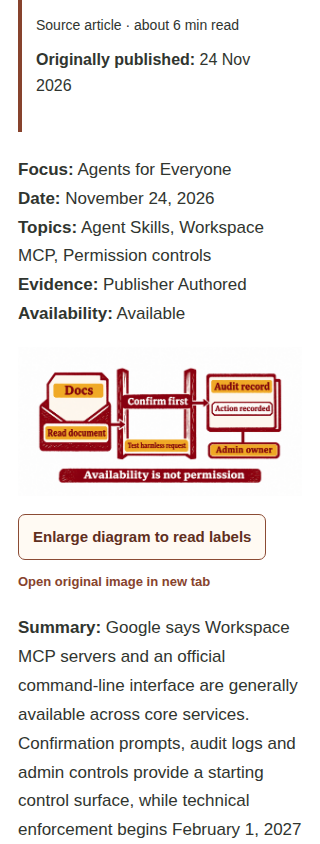 Source article · about 6 min read
Originally published: 24 Nov
2026
Focus: Agents for Everyone
Date: November 24, 2026
Topics: Agent Skills, Workspace
MCP, Permission controls
Evidence: Publisher Authored
Availability: Available
Docs
Read document
Confirm first
Test harmless request
Audit record
Action recorded
Admin owner
Availability is not permission
Enlarge diagram to read labels
Open original image in new tab
Summary: Google says Workspace
MCP servers and an official
command-line interface are generally
available across core services.
Confirmation prompts, audit logs and
admin controls provide a starting
control surface, while technical
enforcement begins February 1, 2027